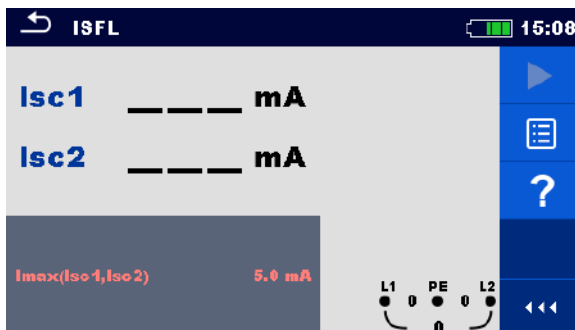 ISFL 15:08
Isc1 ___ mA
Isc2 ___ mA
?
Imax(Isc1,Isc2) 5.0 mA
L1 PE L2
0 0
0